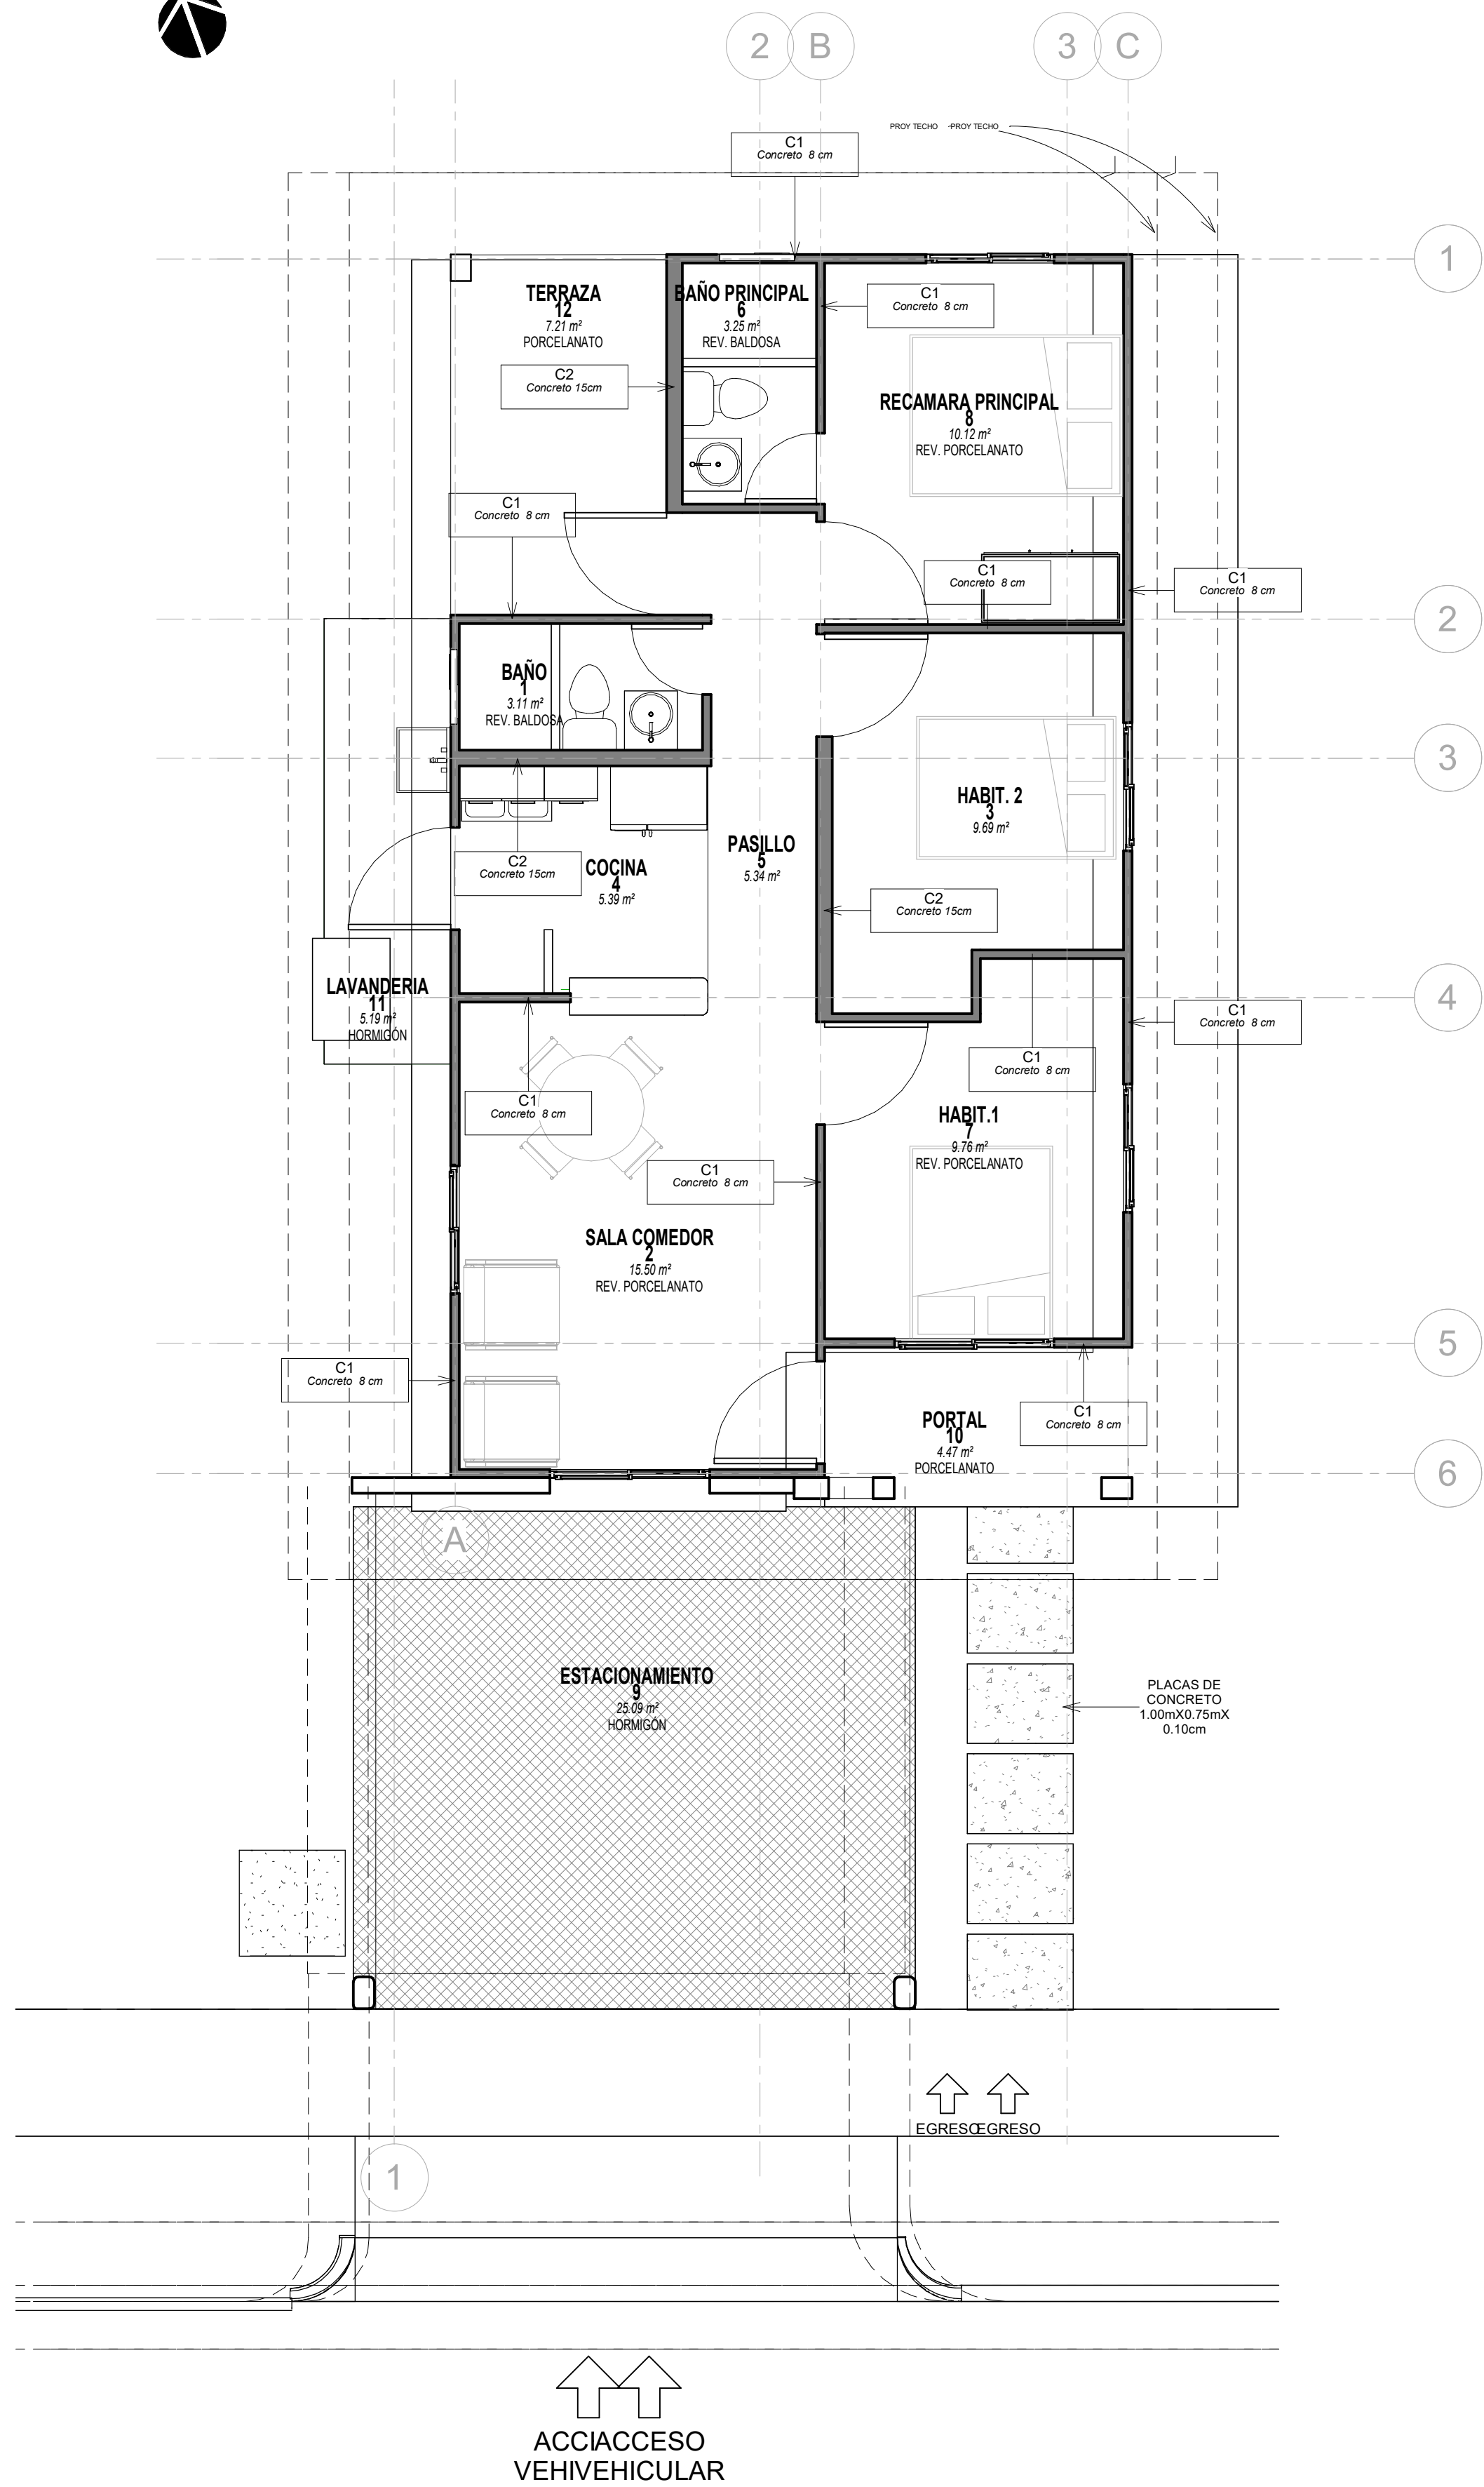 2
B
3
C
PROY TECHO
PROY TECHO
C1
Concreto 8 cm
1
TERRAZA
12
7.21 m²
PORCELANATO
BAÑO PRINCIPAL
6
3.25 m²
REV. BALDOSA
C1
Concreto 8 cm
C2
Concreto 15cm
RECAMARA PRINCIPAL
8
10.12 m²
REV. PORCELANATO
C1
Concreto 8 cm
C1
Concreto 8 cm
C1
Concreto 8 cm
2
BAÑO
1
3.11 m²
REV. BALDOSA
3
HABIT. 2
3
9.69 m²
PASILLO
5
5.34 m²
C2
Concreto 15cm
COCINA
4
5.39 m²
C2
Concreto 15cm
LAVANDERIA
11
5.19 m²
HORMIGÓN
4
C1
Concreto 8 cm
C1
Concreto 8 cm
C1
Concreto 8 cm
HABIT.1
7
9.76 m²
REV. PORCELANATO
C1
Concreto 8 cm
SALA COMEDOR
2
15.50 m²
REV. PORCELANATO
5
C1
Concreto 8 cm
C1
Concreto 8 cm
PORTAL
10
4.47 m²
PORCELANATO
6
A
ESTACIONAMIENTO
9
25.09 m²
HORMIGÓN
PLACAS DE
CONCRETO
1.00mX0.75mX
0.10cm
EGRESO
EGRESO
1
ACCIACCESO
VEHIVEHICULAR